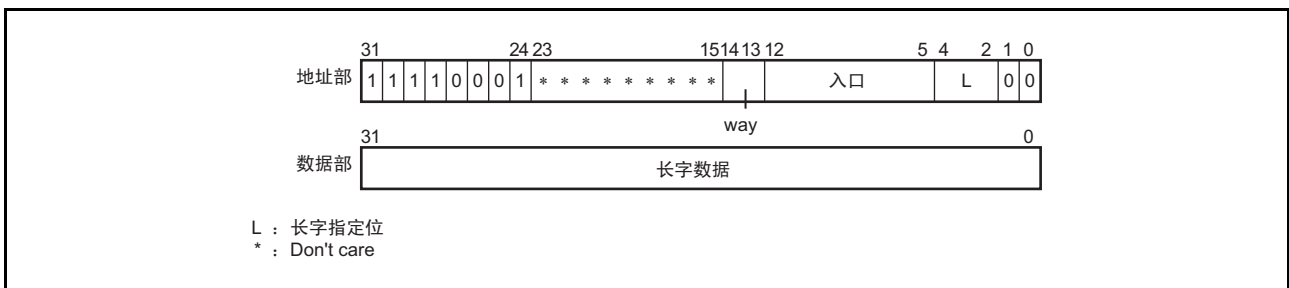 31 24 23 15 14 13 12 5 4 2 1 0
地址部 1 1 1 1 0 0 0 1 * * * * * * * * * 入口 L 0 0
way
31 0
数据部 长字数据
L ： 长字指定位
* ： Don't care